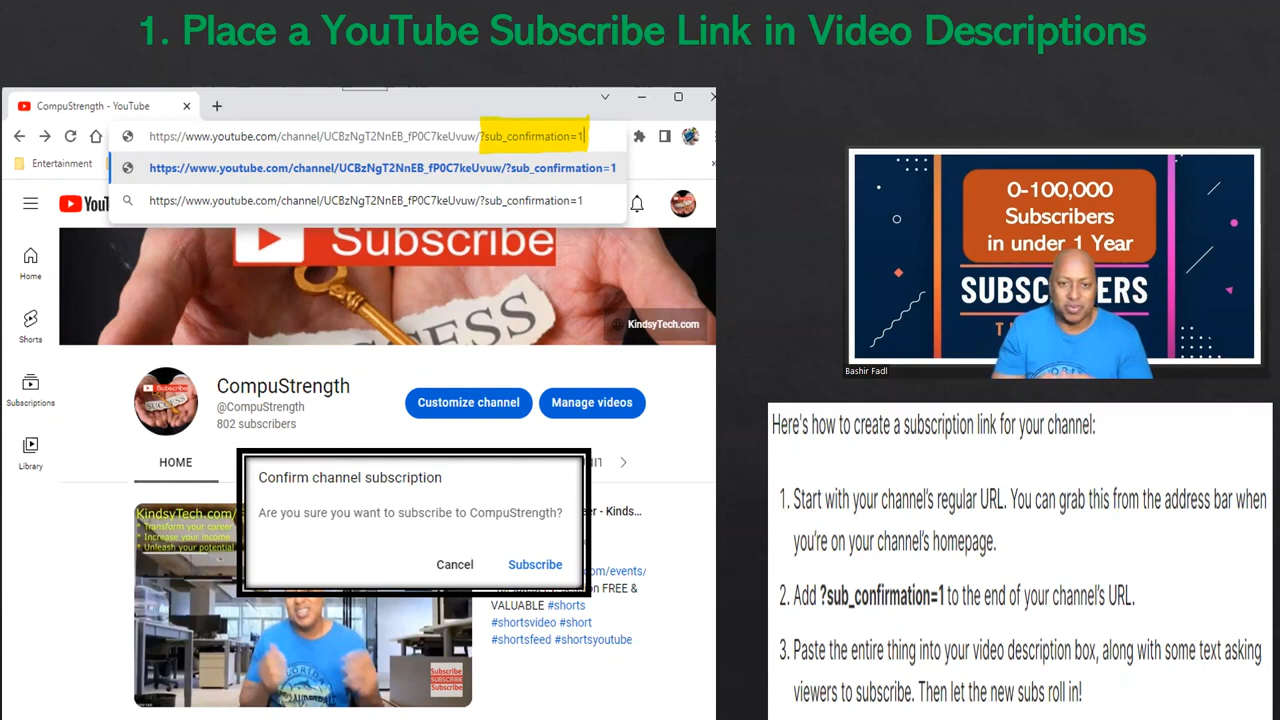 1. Place a YouTube Subscribe Link in Video Descriptions
CompuStrength - YouTube
https://www.youtube.com/channel/UCBzNgT2NnEB_fP0C7keUvuw/?sub_confirmation=1
Entertainment
https://www.youtube.com/channel/UCBzNgT2NnEB_fP0C7keUvuw/?sub_confirmation=1
https://www.youtube.com/channel/UCBzNgT2NnEB_fP0C7keUvuw/?sub_confirmation=1
Subscribe
SUCCESS
KindsyTech.com
Home
Shorts
Subscriptions
Library
CompuStrength
@CompuStrength
802 subscribers
Customize channel
Manage videos
HOME
Confirm channel subscription
Are you sure you want to subscribe to CompuStrength?
Cancel
Subscribe
KindsyTech.com/
* Transform your career
* Increase your income
* Unleash your potential
er - Kinds...
com/events/
FREE &
VALUABLE #shorts
#shortsvideo #short
#shortsfeed #shortsyoutube
Subscribe
SUBSCRIBE
Subscribe
0-100,000
Subscribers
in under 1 Year
Bashir Fadl
Here's how to create a subscription link for your channel:
1. Start with your channel's regular URL. You can grab this from the address bar when
you're on your channel's homepage.
2. Add ?sub_confirmation=1 to the end of your channel's URL.
3. Paste the entire thing into your video description box, along with some text asking
viewers to subscribe. Then let the new subs roll in!